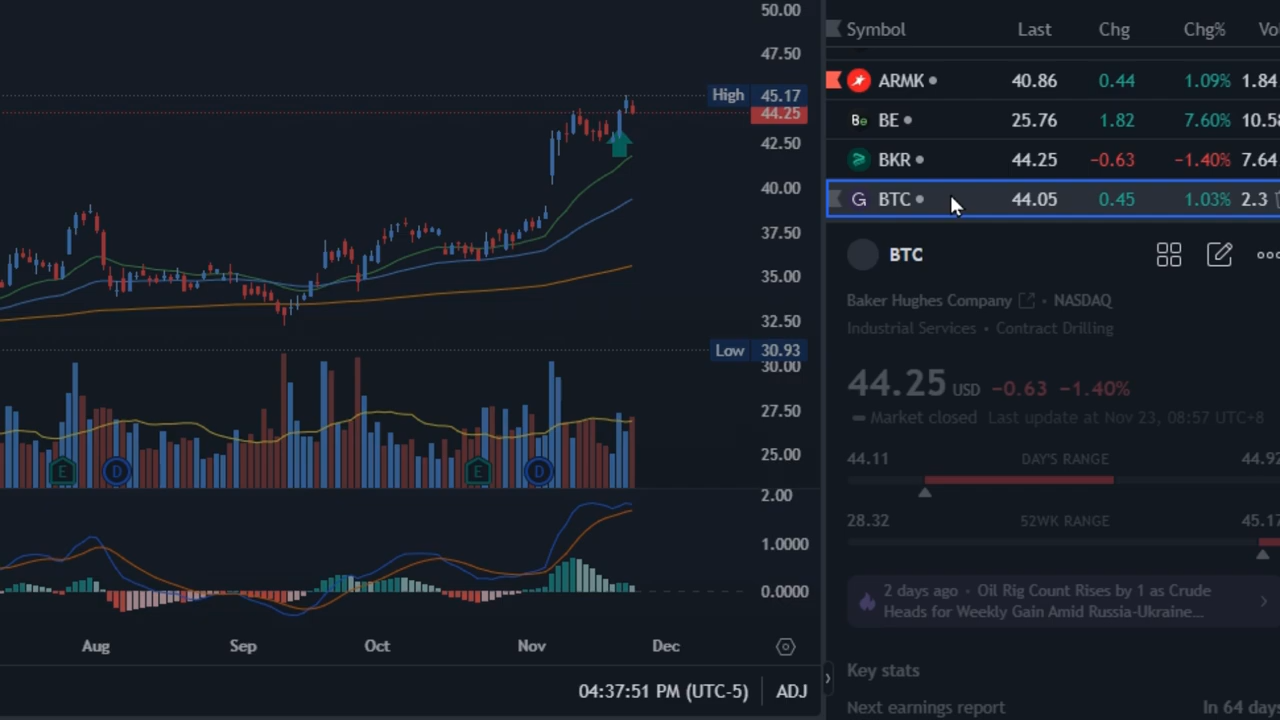 50.00
47.50
High 45.17
44.25
42.50
40.00
37.50
35.00
32.50
Low 30.93
30.00
27.50
25.00
E D E D
2.00
1.0000
0.0000
Aug Sep Oct Nov Dec
04:37:51 PM (UTC-5) ADJ
Symbol Last Chg Chg% Vo
ARMK 40.86 0.44 1.09% 1.84
Be BE 25.76 1.82 7.60% 10.58
BKR 44.25 −0.63 −1.40% 7.64
G BTC 44.05 0.45 1.03% 2.3
BTC
Baker Hughes Company • NASDAQ
Industrial Services • Contract Drilling
44.25 USD −0.63 −1.40%
Market closed Last update at Nov 23, 08:57 UTC+8
44.11 DAY'S RANGE 44.92
28.32 52WK RANGE 45.17
2 days ago • Oil Rig Count Rises by 1 as Crude
Heads for Weekly Gain Amid Russia-Ukraine...
Key stats
Next earnings report In 64 days